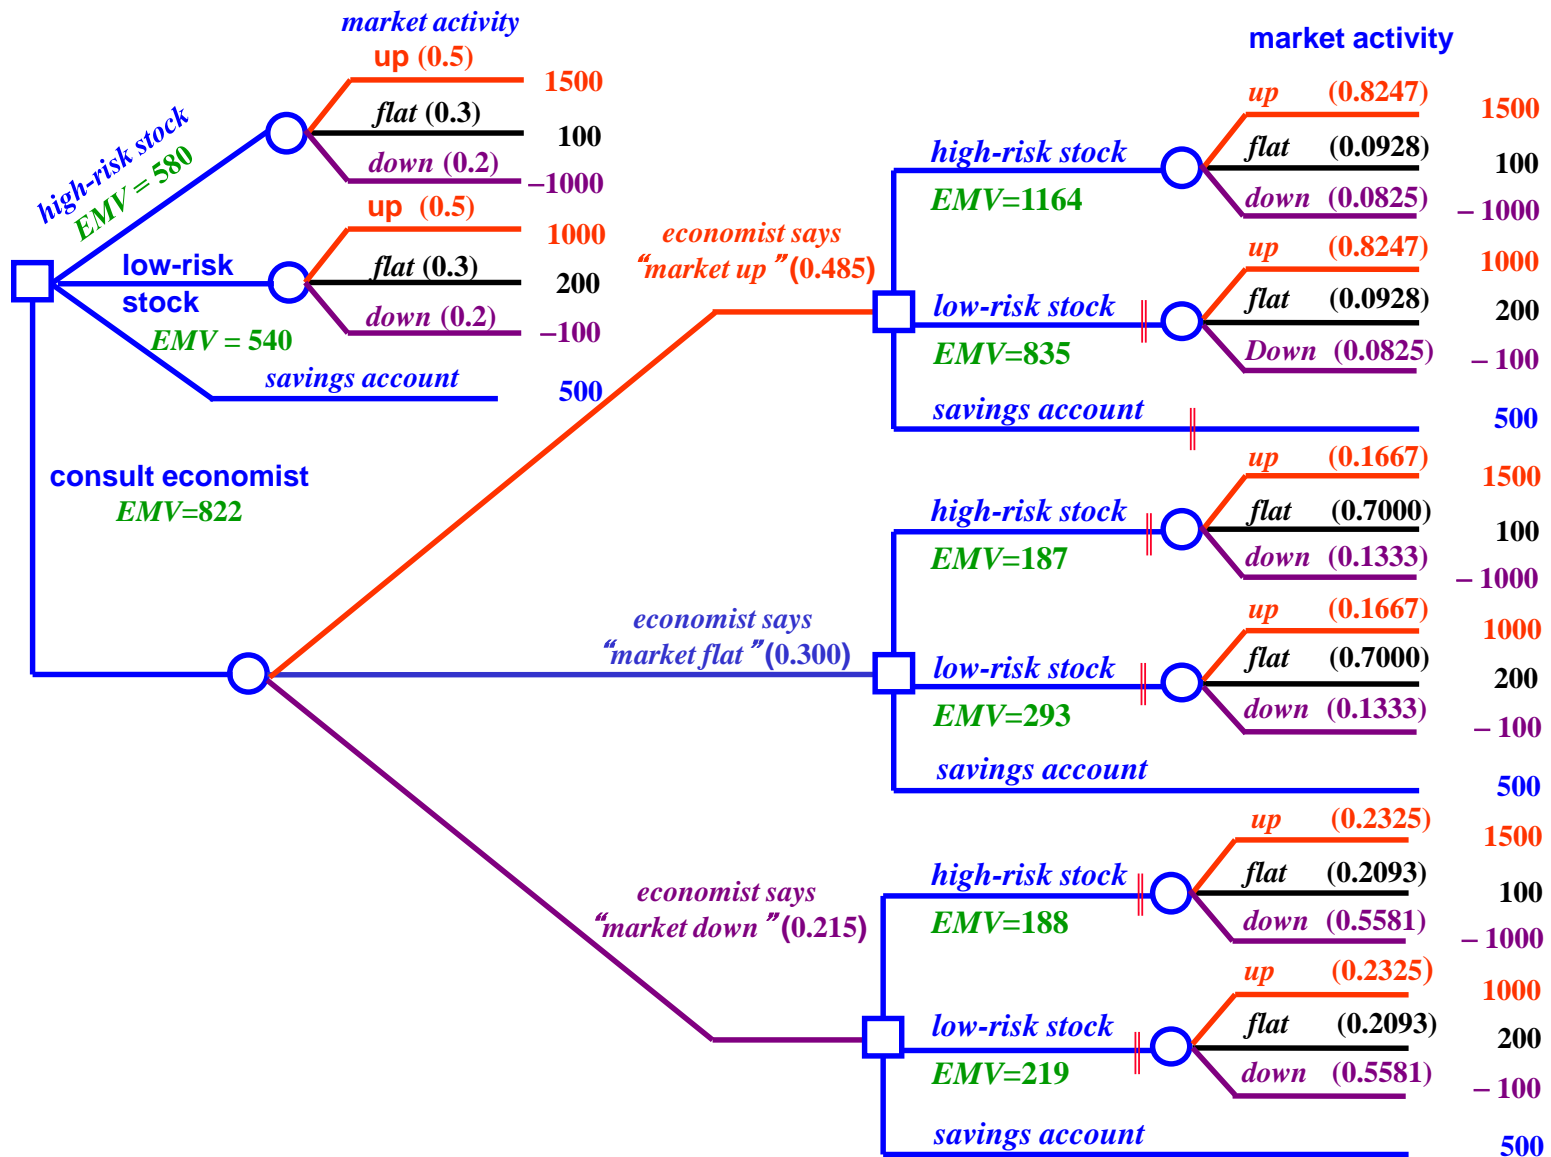 market activity
up (0.5)
1500
flat (0.3)
100
down (0.2)
–1000
high-risk stock
EMV = 580
up (0.5)
1000
low-risk
stock
flat (0.3)
200
down (0.2)
–100
EMV = 540
savings account
500
consult economist
EMV=822
economist says
“market up” (0.485)
economist says
“market flat” (0.300)
economist says
“market down” (0.215)
market activity
high-risk stock
EMV=1164
up (0.8247)
1500
flat (0.0928)
100
down (0.0825)
– 1000
low-risk stock
EMV=835
up (0.8247)
1000
flat (0.0928)
200
Down (0.0825)
– 100
savings account
500
high-risk stock
EMV=187
up (0.1667)
1500
flat (0.7000)
100
down (0.1333)
– 1000
low-risk stock
EMV=293
up (0.1667)
1000
flat (0.7000)
200
down (0.1333)
– 100
savings account
500
high-risk stock
EMV=188
up (0.2325)
1500
flat (0.2093)
100
down (0.5581)
– 1000
low-risk stock
EMV=219
up (0.2325)
1000
flat (0.2093)
200
down (0.5581)
– 100
savings account
500